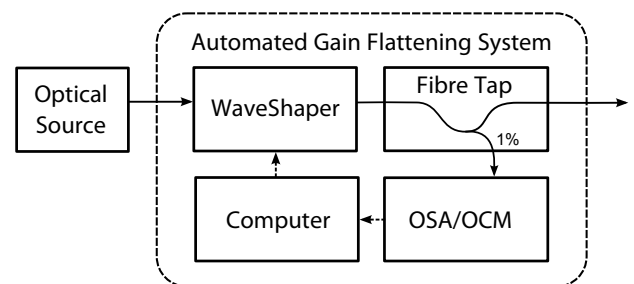 Automated Gain Flattening System
Optical
Source
WaveShaper
Fibre Tap
1%
Computer
OSA/OCM